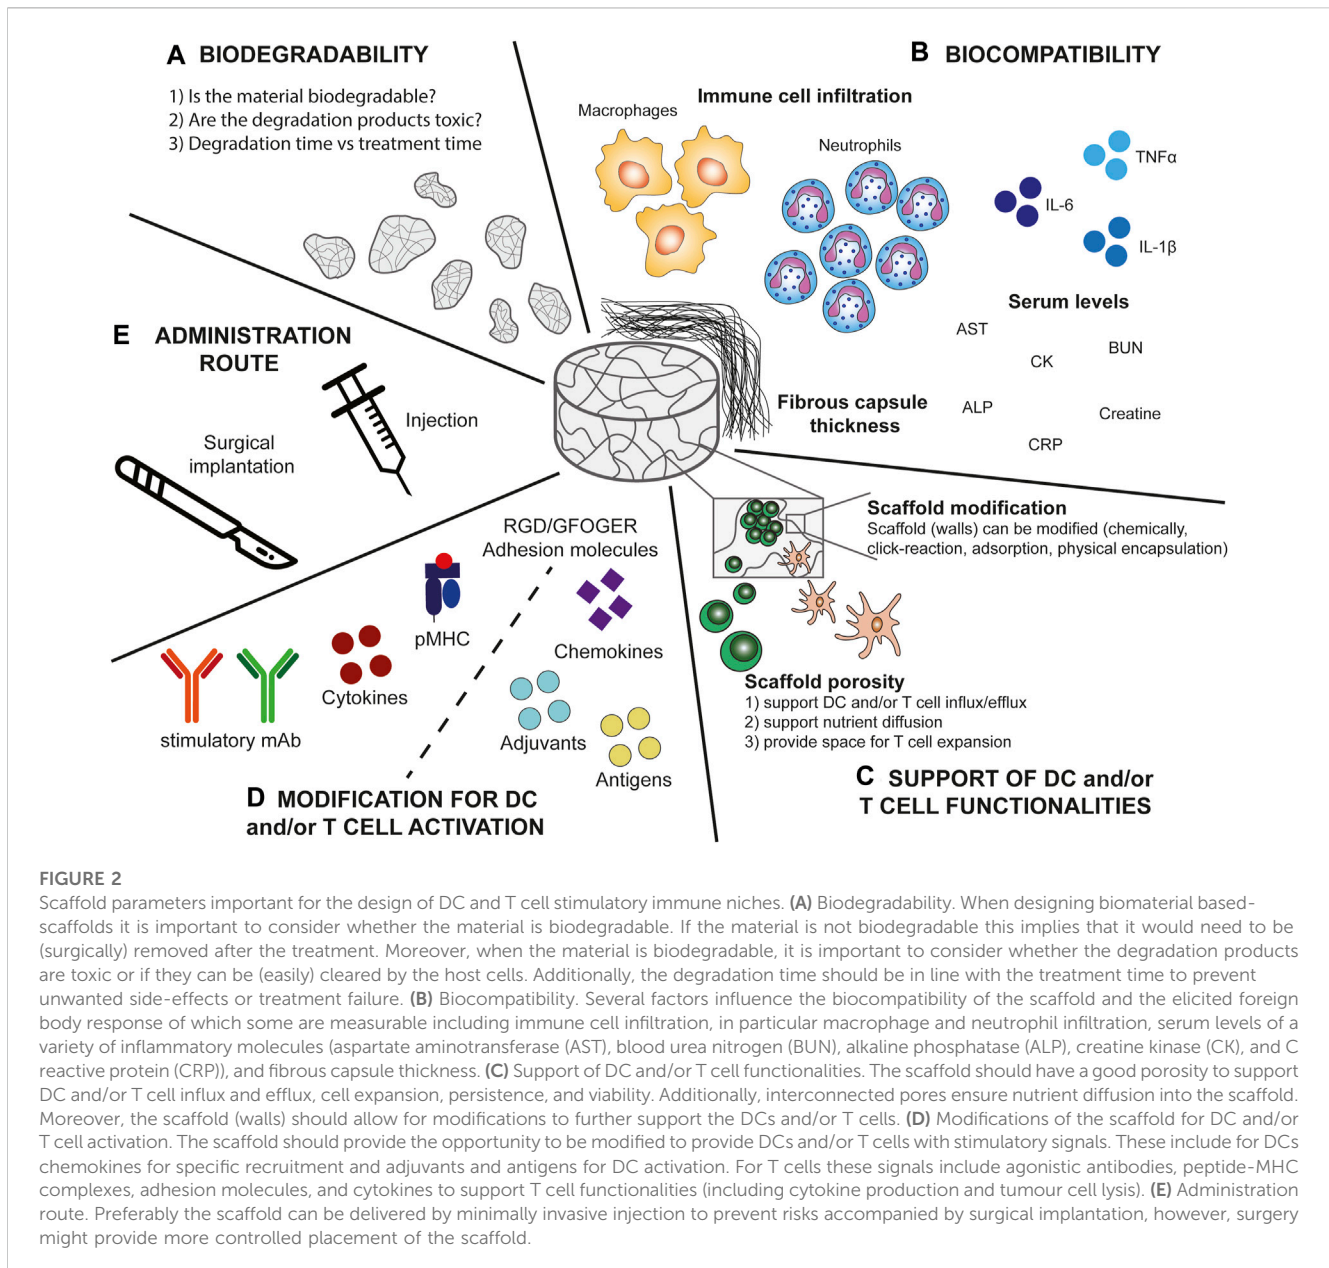 A BIODEGRADABILITY
1) Is the material biodegradable?
2) Are the degradation products toxic?
3) Degradation time vs treatment time
B BIOCOMPATIBILITY
Immune cell infiltration
Macrophages
Neutrophils
TNFα
IL-6
IL-1β
Serum levels
AST
BUN
CK
ALP
Creatine
CRP
Fibrous capsule
thickness
E ADMINISTRATION
ROUTE
Injection
Surgical
implantation
Scaffold modification
Scaffold (walls) can be modified (chemically,
click-reaction, adsorption, physical encapsulation)
Scaffold porosity
1) support DC and/or T cell influx/efflux
2) support nutrient diffusion
3) provide space for T cell expansion
C SUPPORT OF DC and/or
T CELL FUNCTIONALITIES
RGD/GFOGER
Adhesion molecules
pMHC
Chemokines
Cytokines
stimulatory mAb
Adjuvants
Antigens
D MODIFICATION FOR DC
and/or T CELL ACTIVATION
FIGURE 2
Scaffold parameters important for the design of DC and T cell stimulatory immune niches. (A) Biodegradability. When designing biomaterial based-
scaffolds it is important to consider whether the material is biodegradable. If the material is not biodegradable this implies that it would need to be
(surgically) removed after the treatment. Moreover, when the material is biodegradable, it is important to consider whether the degradation products
are toxic or if they can be (easily) cleared by the host cells. Additionally, the degradation time should be in line with the treatment time to prevent
unwanted side-effects or treatment failure. (B) Biocompatibility. Several factors influence the biocompatibility of the scaffold and the elicited foreign
body response of which some are measurable including immune cell infiltration, in particular macrophage and neutrophil infiltration, serum levels of a
variety of inflammatory molecules (aspartate aminotransferase (AST), blood urea nitrogen (BUN), alkaline phosphatase (ALP), creatine kinase (CK), and C
reactive protein (CRP)), and fibrous capsule thickness. (C) Support of DC and/or T cell functionalities. The scaffold should have a good porosity to support
DC and/or T cell influx and efflux, cell expansion, persistence, and viability. Additionally, interconnected pores ensure nutrient diffusion into the scaffold.
Moreover, the scaffold (walls) should allow for modifications to further support the DCs and/or T cells. (D) Modifications of the scaffold for DC and/or
T cell activation. The scaffold should provide the opportunity to be modified to provide DCs and/or T cells with stimulatory signals. These include for DCs
chemokines for specific recruitment and adjuvants and antigens for DC activation. For T cells these signals include agonistic antibodies, peptide-MHC
complexes, adhesion molecules, and cytokines to support T cell functionalities (including cytokine production and tumour cell lysis). (E) Administration
route. Preferably the scaffold can be delivered by minimally invasive injection to prevent risks accompanied by surgical implantation, however, surgery
might provide more controlled placement of the scaffold.